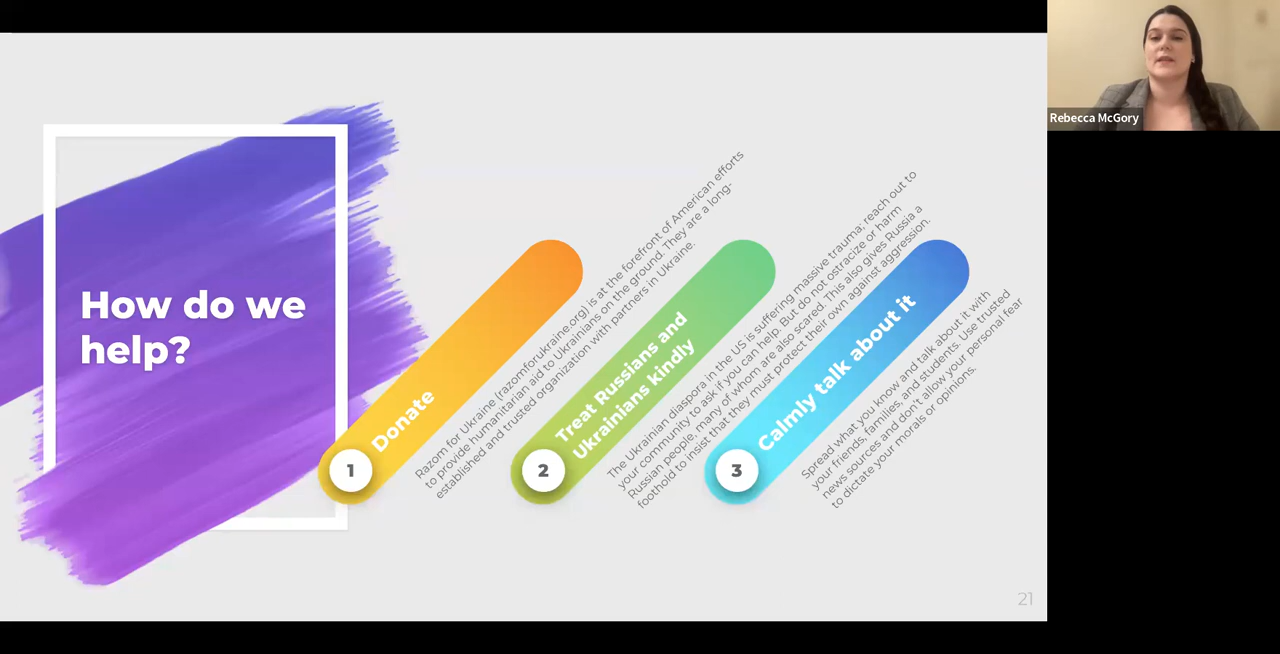 How do we
help?
1
Donate
Razom for Ukraine (razomforukraine.org) is at the forefront of American efforts
to provide humanitarian aid to Ukrainians on the ground. They are a long-
established and trusted organization with partners in Ukraine.
2
Treat Russians and
Ukrainians kindly
The Ukrainian diaspora in the US is suffering massive trauma; reach out to
your community to ask if you can help. But do not ostracize or harm
Russian people, many of whom are also scared. This also gives Russia a
foothold to insist that they must protect their own against aggression.
3
Calmly talk about it
Spread what you know and talk about it with
your friends, families, and students. Use trusted
news sources and don't allow your personal fear
to dictate your morals or opinions.
21
Rebecca McGory